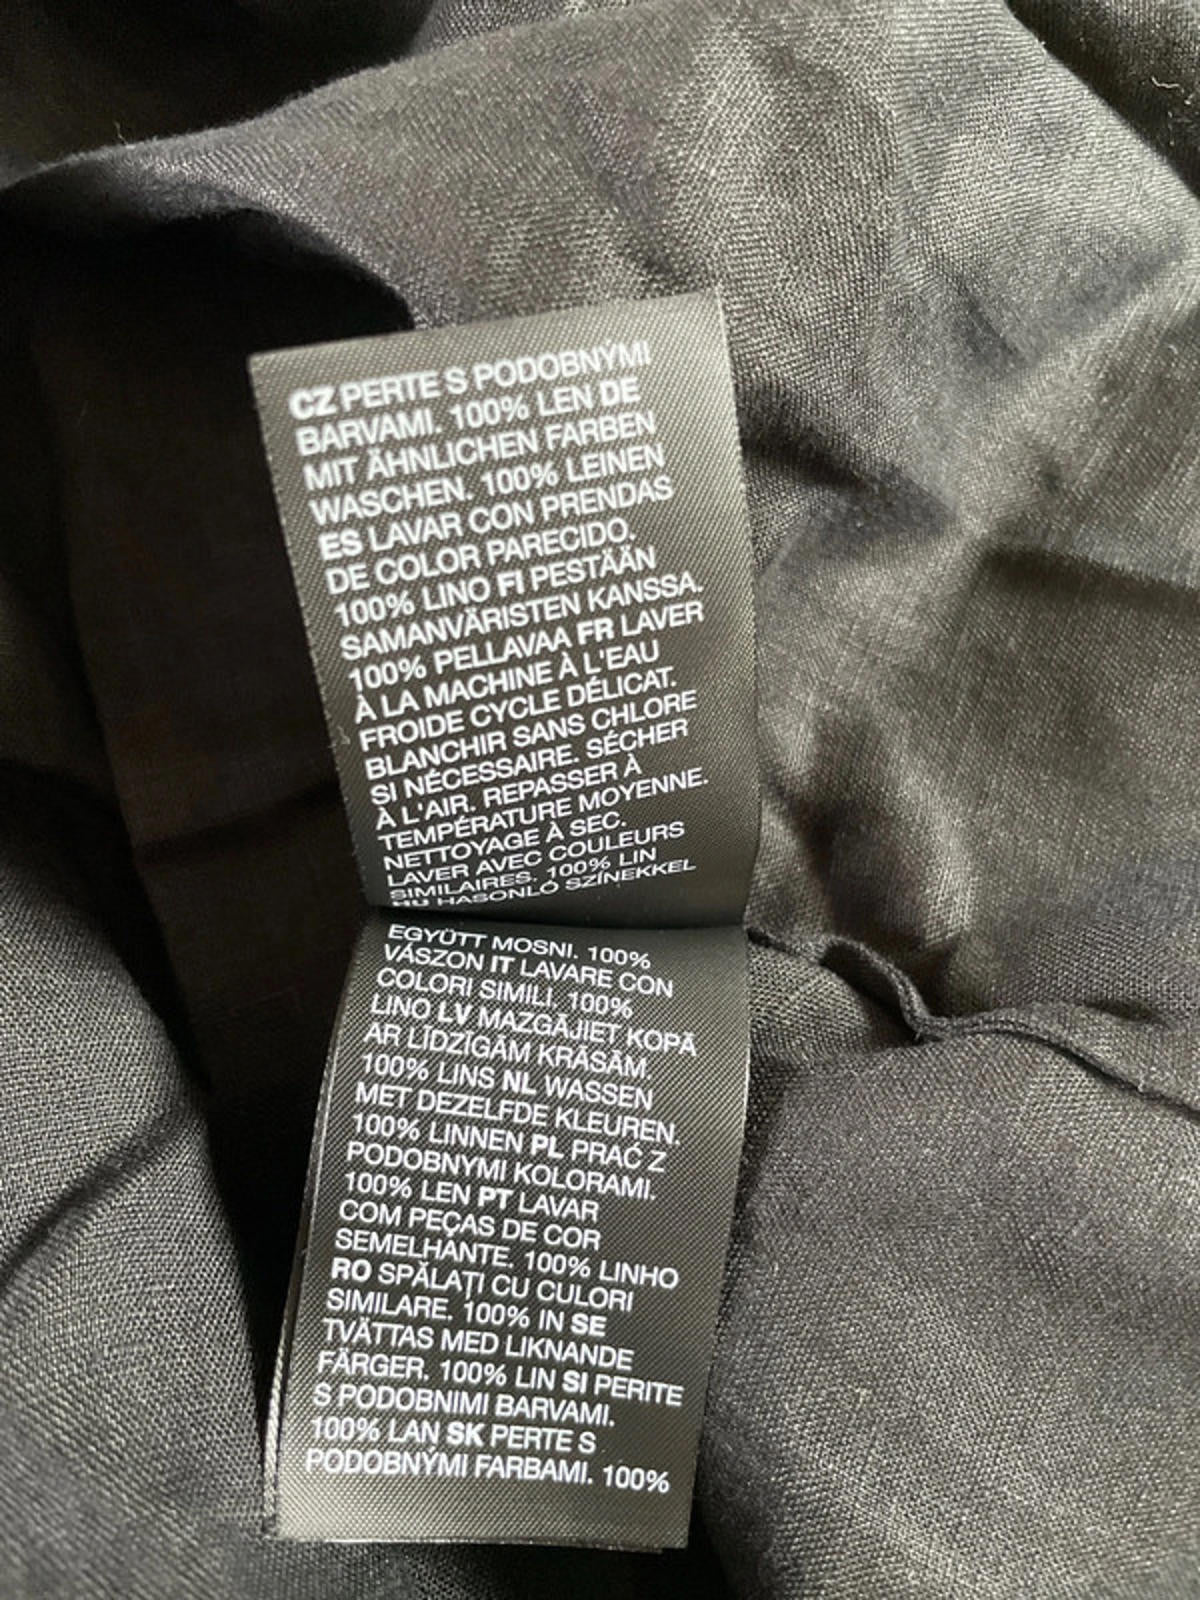 CZ PERTE S PODOBNÝMI
BARVAMI. 100% LEN DE
MIT ÄHNLICHEN FARBEN
WASCHEN. 100% LEINEN
ES LAVAR CON PRENDAS
DE COLOR PARECIDO.
100% LINO FI PESTÄÄN
SAMANVÄRISTEN KANSSA.
100% PELLAVAA FR LAVER
À LA MACHINE À L'EAU
FROIDE CYCLE DÉLICAT.
BLANCHIR SANS CHLORE
SI NÉCESSAIRE. SÉCHER
À L'AIR. REPASSER À
TEMPÉRATURE MOYENNE.
NETTOYAGE À SEC.
LAVER AVEC COULEURS
SIMILAIRES. 100% LIN
HU HASONLÓ SZÍNEKKEL
EGYÜTT MOSNI. 100%
VÁSZON IT LAVARE CON
COLORI SIMILI. 100%
LINO LV MAZGĀJIET KOPĀ
AR LĪDZĪGĀM KRĀSĀM.
100% LINS NL WASSEN
MET DEZELFDE KLEUREN.
100% LINNEN PL PRAĆ Z
PODOBNYMI KOLORAMI.
100% LEN PT LAVAR
COM PEÇAS DE COR
SEMELHANTE. 100% LINHO
RO SPĂLAȚI CU CULORI
SIMILARE. 100% IN SE
TVÄTTAS MED LIKNANDE
FÄRGER. 100% LIN SI PERITE
S PODOBNIMI BARVAMI.
100% LAN SK PERTE S
PODOBNÝMI FARBAMI. 100%